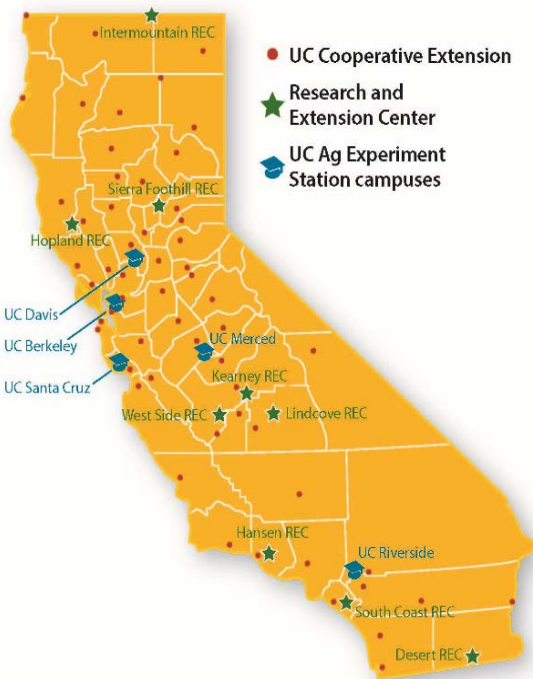 Intermountain REC
UC Cooperative Extension
Research and
Extension Center
UC Ag Experiment
Station campuses
Sierra Foothill REC
Hopland REC
UC Davis
UC Berkeley
UC Merced
UC Santa Cruz
Kearney REC
West Side REC
Lindcove REC
Hansen REC
UC Riverside
South Coast REC
Desert REC